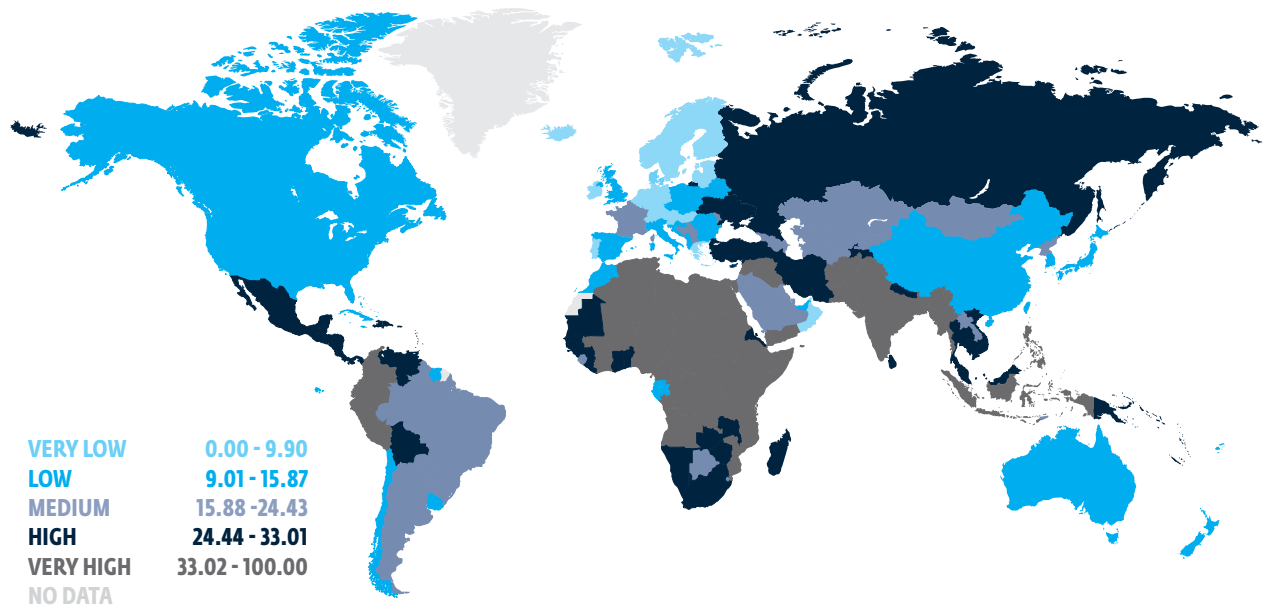 VERY LOW 0.00 - 9.90
LOW 9.01 - 15.87
MEDIUM 15.88 -24.43
HIGH 24.44 - 33.01
VERY HIGH 33.02 - 100.00
NO DATA